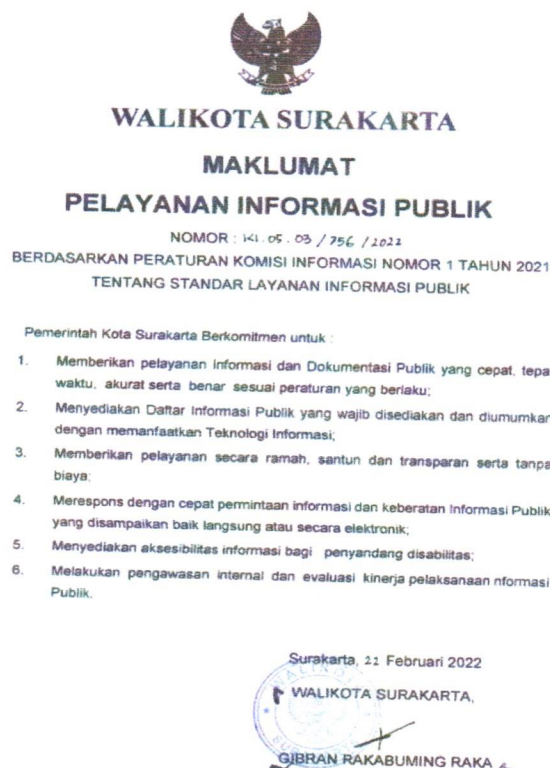 WALIKOTA SURAKARTA
MAKLUMAT
PELAYANAN INFORMASI PUBLIK
NOMOR : KI.05.03 / 756 / 2022
BERDASARKAN PERATURAN KOMISI INFORMASI NOMOR 1 TAHUN 2021
TENTANG STANDAR LAYANAN INFORMASI PUBLIK
Pemerintah Kota Surakarta Berkomitmen untuk :
1. Memberikan pelayanan Informasi dan Dokumentasi Publik yang cepat, tepa
waktu, akurat serta benar sesuai peraturan yang berlaku;
2. Menyediakan Daftar Informasi Publik yang wajib disediakan dan diumumkan
dengan memanfaatkan Teknologi Informasi;
3. Memberikan pelayanan secara ramah, santun dan transparan serta tanpa
biaya;
4. Merespons dengan cepat permintaan informasi dan keberatan Informasi Publik
yang disampaikan baik langsung atau secara elektronik;
5. Menyediakan aksesibilitas informasi bagi penyandang disabilitas;
6. Melakukan pengawasan internal dan evaluasi kinerja pelaksanaan nformasi
Publik.
Surakarta, 22 Februari 2022
WALIKOTA SURAKARTA,
GIBRAN RAKABUMING RAKA